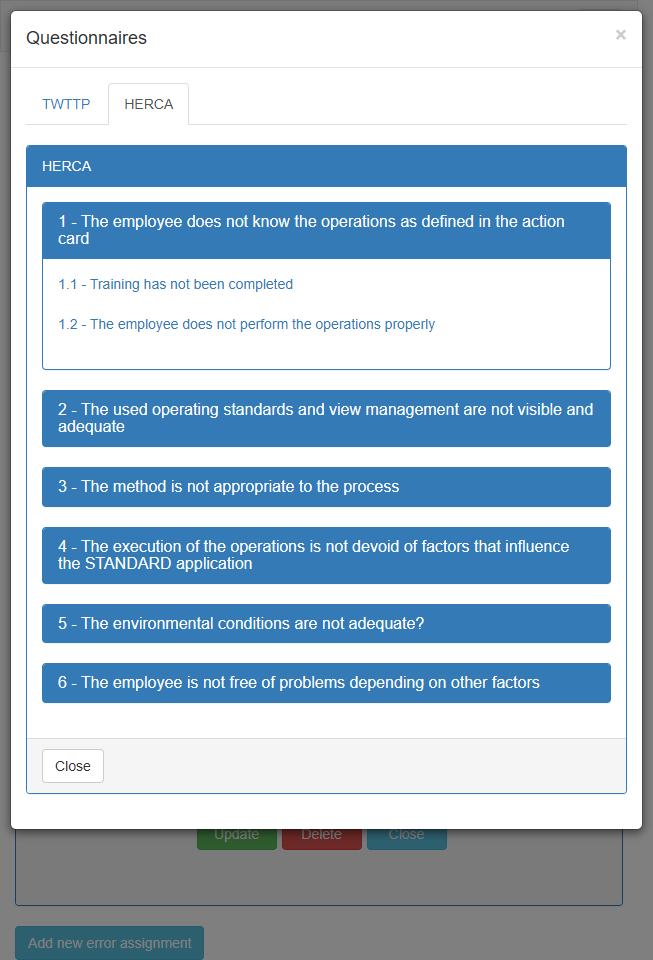 Questionnaires
×
TWTTP
HERCA
HERCA
1 - The employee does not know the operations as defined in the action
card
1.1 - Training has not been completed
1.2 - The employee does not perform the operations properly
2 - The used operating standards and view management are not visible and
adequate
3 - The method is not appropriate to the process
4 - The execution of the operations is not devoid of factors that influence
the STANDARD application
5 - The environmental conditions are not adequate?
6 - The employee is not free of problems depending on other factors
Close
Update
Delete
Close
Add new error assignment